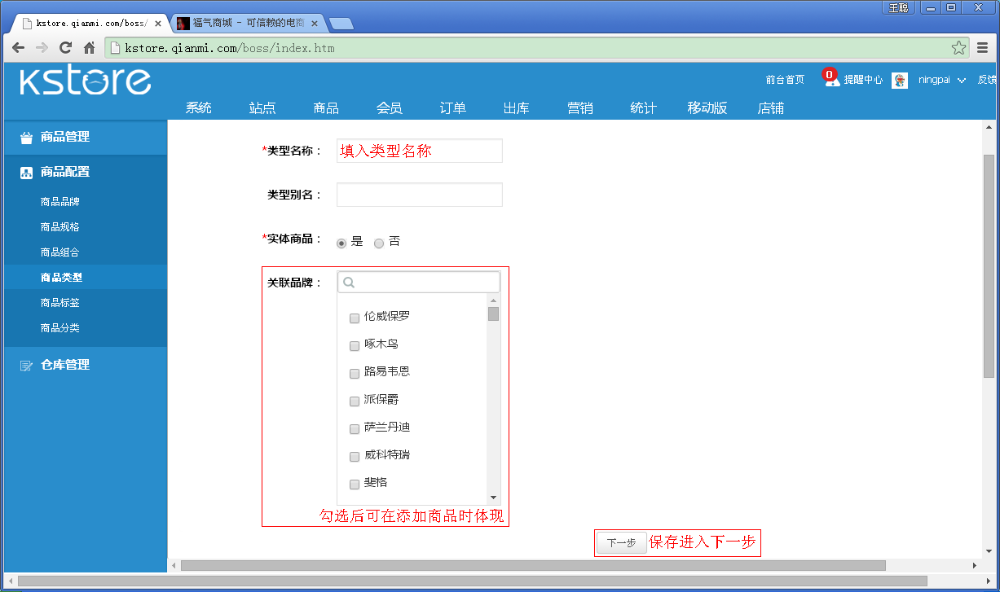 王聪
kstore.qianmi.com/boss/
福气商城 - 可信赖的电商
kstore.qianmi.com/boss/index.htm
kstore
前台首页 0 提醒中心 ningpai 反馈
系统 站点 商品 会员 订单 出库 营销 统计 移动版 店铺
商品管理
商品配置
商品品牌
商品规格
商品组合
商品类型
商品标签
商品分类
仓库管理
*类型名称： 填入类型名称
类型别名：
*实体商品： 是 否
关联品牌：
伦威保罗
啄木鸟
路易韦恩
派保爵
萨兰丹迪
威科特瑞
斐格
勾选后可在添加商品时体现
下一步 保存进入下一步